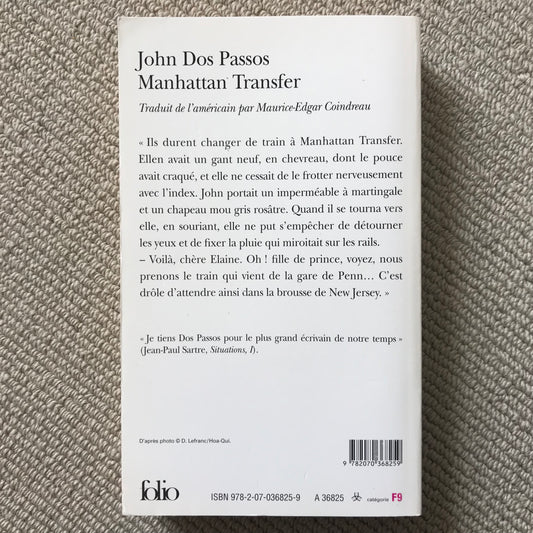 John Dos Passos
Manhattan Transfer
Traduit de l'américain par Maurice-Edgar Coindreau
« Ils durent changer de train à Manhattan Transfer.
Ellen avait un gant neuf, en chevreau, dont le pouce
avait craqué, et elle ne cessait de le frotter nerveusement
avec l'index. John portait un imperméable à martingale
et un chapeau mou gris rosâtre. Quand il se tourna vers
elle, en souriant, elle ne put s'empêcher de détourner
les yeux et de fixer la pluie qui miroitait sur les rails.
– Voilà, chère Elaine. Oh ! fille de prince, voyez, nous
prenons le train qui vient de la gare de Penn... C'est
drôle d'attendre ainsi dans la brousse de New Jersey. »
« Je tiens Dos Passos pour le plus grand écrivain de notre temps »
(Jean-Paul Sartre, Situations, I).
D'après photo © D. Lefranc/Hoa-Qui.
9 782070 368259
folio
ISBN 978-2-07-036825-9 A 36825 catégorie F9